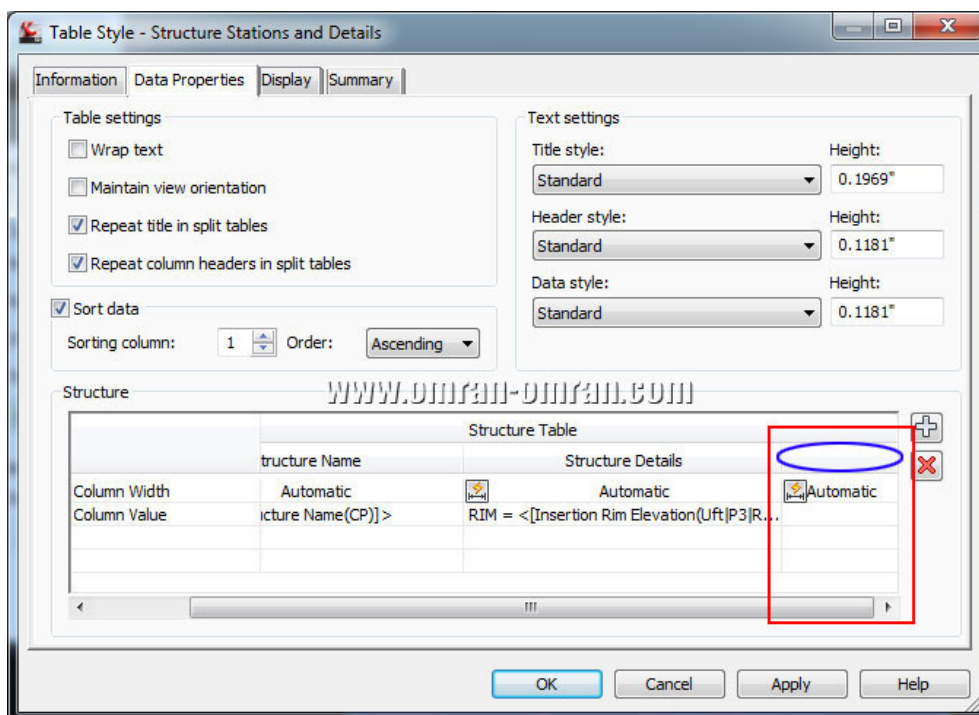 Table Style - Structure Stations and Details
Information Data Properties Display Summary
Table settings
Wrap text
Maintain view orientation
Repeat title in split tables
Repeat column headers in split tables
Text settings
Title style: Height:
Standard 0.1969"
Header style: Height:
Standard 0.1181"
Data style: Height:
Standard 0.1181"
Sort data
Sorting column: 1 Order: Ascending
www.omran-omran.com
Structure
Structure Table
tructure Name Structure Details
Column Width Automatic Automatic Automatic
Column Value ucture Name(CP)]> RIM = <[Insertion Rim Elevation(Uft|P3|R...
OK Cancel Apply Help